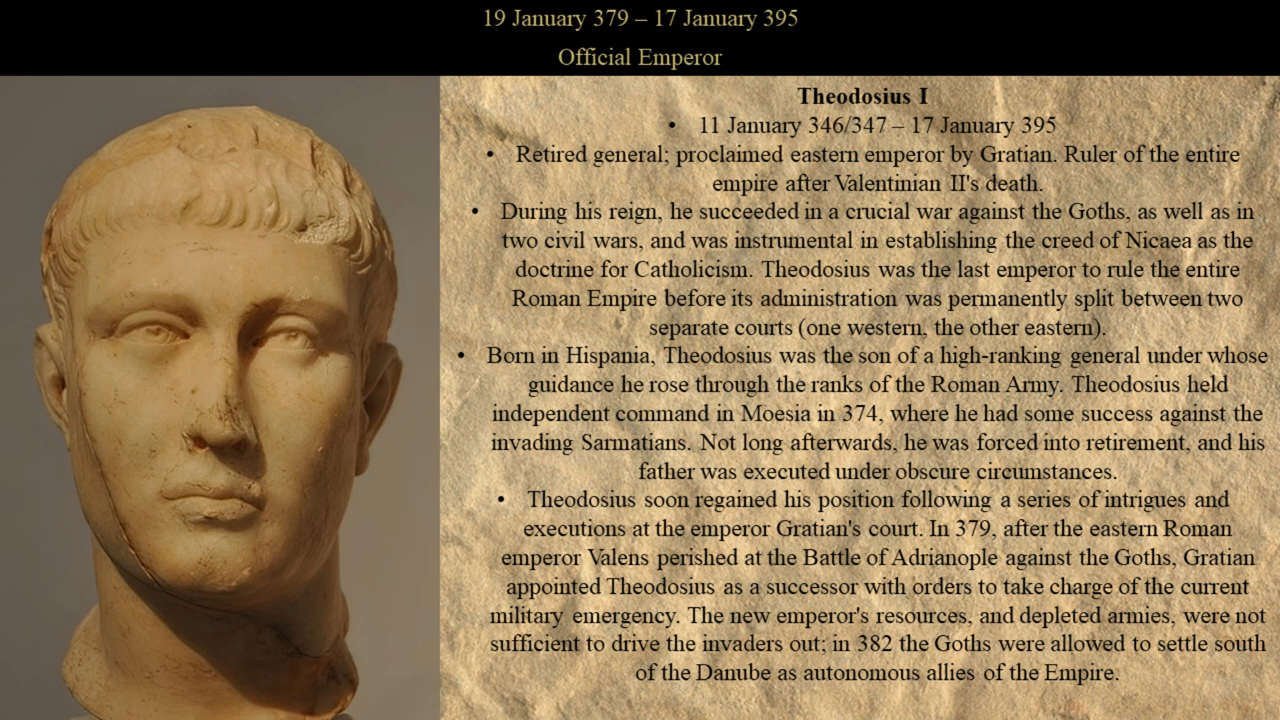 19 January 379 – 17 January 395
Official Emperor
Theodosius I
• 11 January 346/347 – 17 January 395
• Retired general; proclaimed eastern emperor by Gratian. Ruler of the entire
empire after Valentinian II's death.
• During his reign, he succeeded in a crucial war against the Goths, as well as in
two civil wars, and was instrumental in establishing the creed of Nicaea as the
doctrine for Catholicism. Theodosius was the last emperor to rule the entire
Roman Empire before its administration was permanently split between two
separate courts (one western, the other eastern).
• Born in Hispania, Theodosius was the son of a high-ranking general under whose
guidance he rose through the ranks of the Roman Army. Theodosius held
independent command in Moesia in 374, where he had some success against the
invading Sarmatians. Not long afterwards, he was forced into retirement, and his
father was executed under obscure circumstances.
• Theodosius soon regained his position following a series of intrigues and
executions at the emperor Gratian's court. In 379, after the eastern Roman
emperor Valens perished at the Battle of Adrianople against the Goths, Gratian
appointed Theodosius as a successor with orders to take charge of the current
military emergency. The new emperor's resources, and depleted armies, were not
sufficient to drive the invaders out; in 382 the Goths were allowed to settle south
of the Danube as autonomous allies of the Empire.